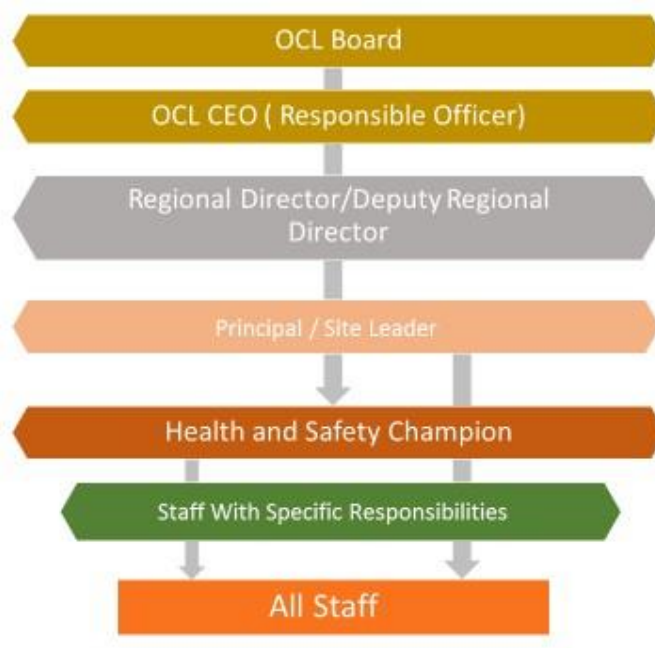 OCL Board
OCL CEO ( Responsible Officer)
Regional Director/Deputy Regional
Director
Principal / Site Leader
Health and Safety Champion
Staff With Specific Responsibilities
All Staff